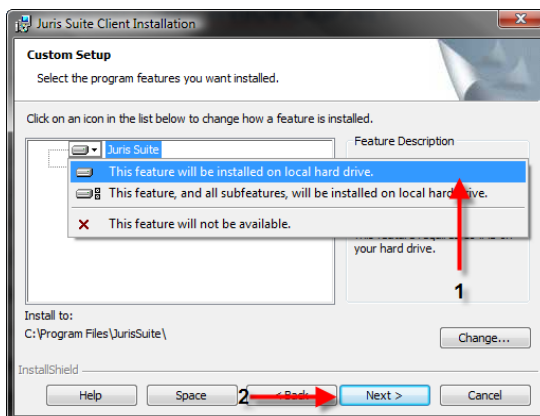 Juris Suite Client Installation
Custom Setup
Select the program features you want installed.
Click on an icon in the list below to change how a feature is installed.
Juris Suite
Feature Description
This feature will be installed on local hard drive.
This feature, and all subfeatures, will be installed on local hard drive.
This feature will not be available.
your hard drive.
1
Install to:
C:\Program Files\JurisSuite\
Change...
InstallShield
Help
Space
2
< Back
Next >
Cancel